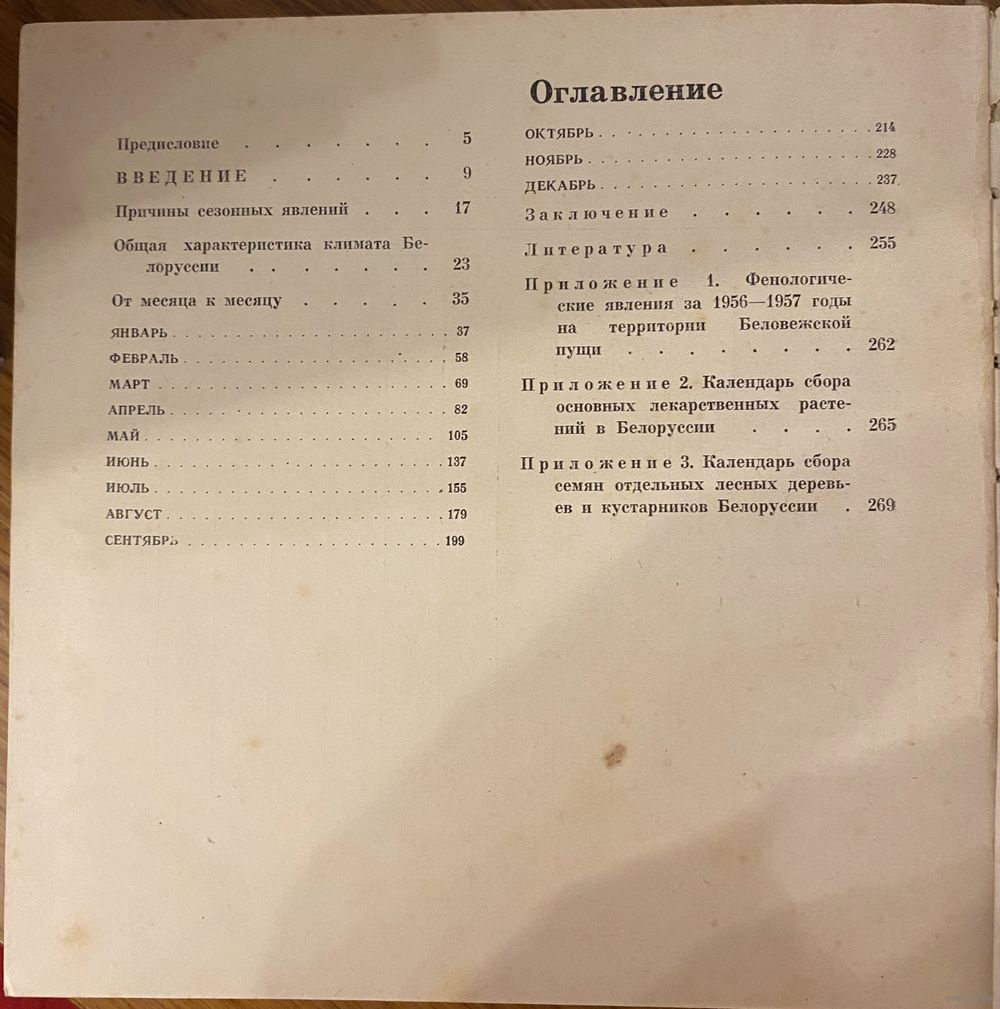 Оглавление
Предисловие . . . . . . . 5
ВВЕДЕНИЕ . . . . . . 9
Причины сезонных явлений . . . 17
Общая характеристика климата Бе-
лоруссии . . . . . . . 23
От месяца к месяцу . . . . . 35
ЯНВАРЬ . . . . . . . . . . . . . . . . . . . . . 37
ФЕВРАЛЬ . . . . . . . . . . . . . . . . . . . . 58
МАРТ . . . . . . . . . . . . . . . . . . . . . . 69
АПРЕЛЬ . . . . . . . . . . . . . . . . . . . . . 82
МАЙ . . . . . . . . . . . . . . . . . . . . . . 105
ИЮНЬ . . . . . . . . . . . . . . . . . . . . . . 137
ИЮЛЬ . . . . . . . . . . . . . . . . . . . . . . 155
АВГУСТ . . . . . . . . . . . . . . . . . . . . . 179
СЕНТЯБРЬ . . . . . . . . . . . . . . . . . . . . 199
ОКТЯБРЬ . . . . . . . . . . . . . . . . . . . . 214
НОЯБРЬ . . . . . . . . . . . . . . . . . . . . . 228
ДЕКАБРЬ . . . . . . . . . . . . . . . . . . . . 237
Заключение . . . . . . 248
Литература . . . . . . 255
Приложение 1. Фенологиче-
ские явления за 1956—1957 годы
на территории Беловежской
пущи . . . . . . . . 262
Приложение 2. Календарь сбора
основных лекарственных расте-
ний в Белоруссии . . . . 265
Приложение 3. Календарь сбора
семян отдельных лесных деревь-
ев и кустарников Белоруссии . 269